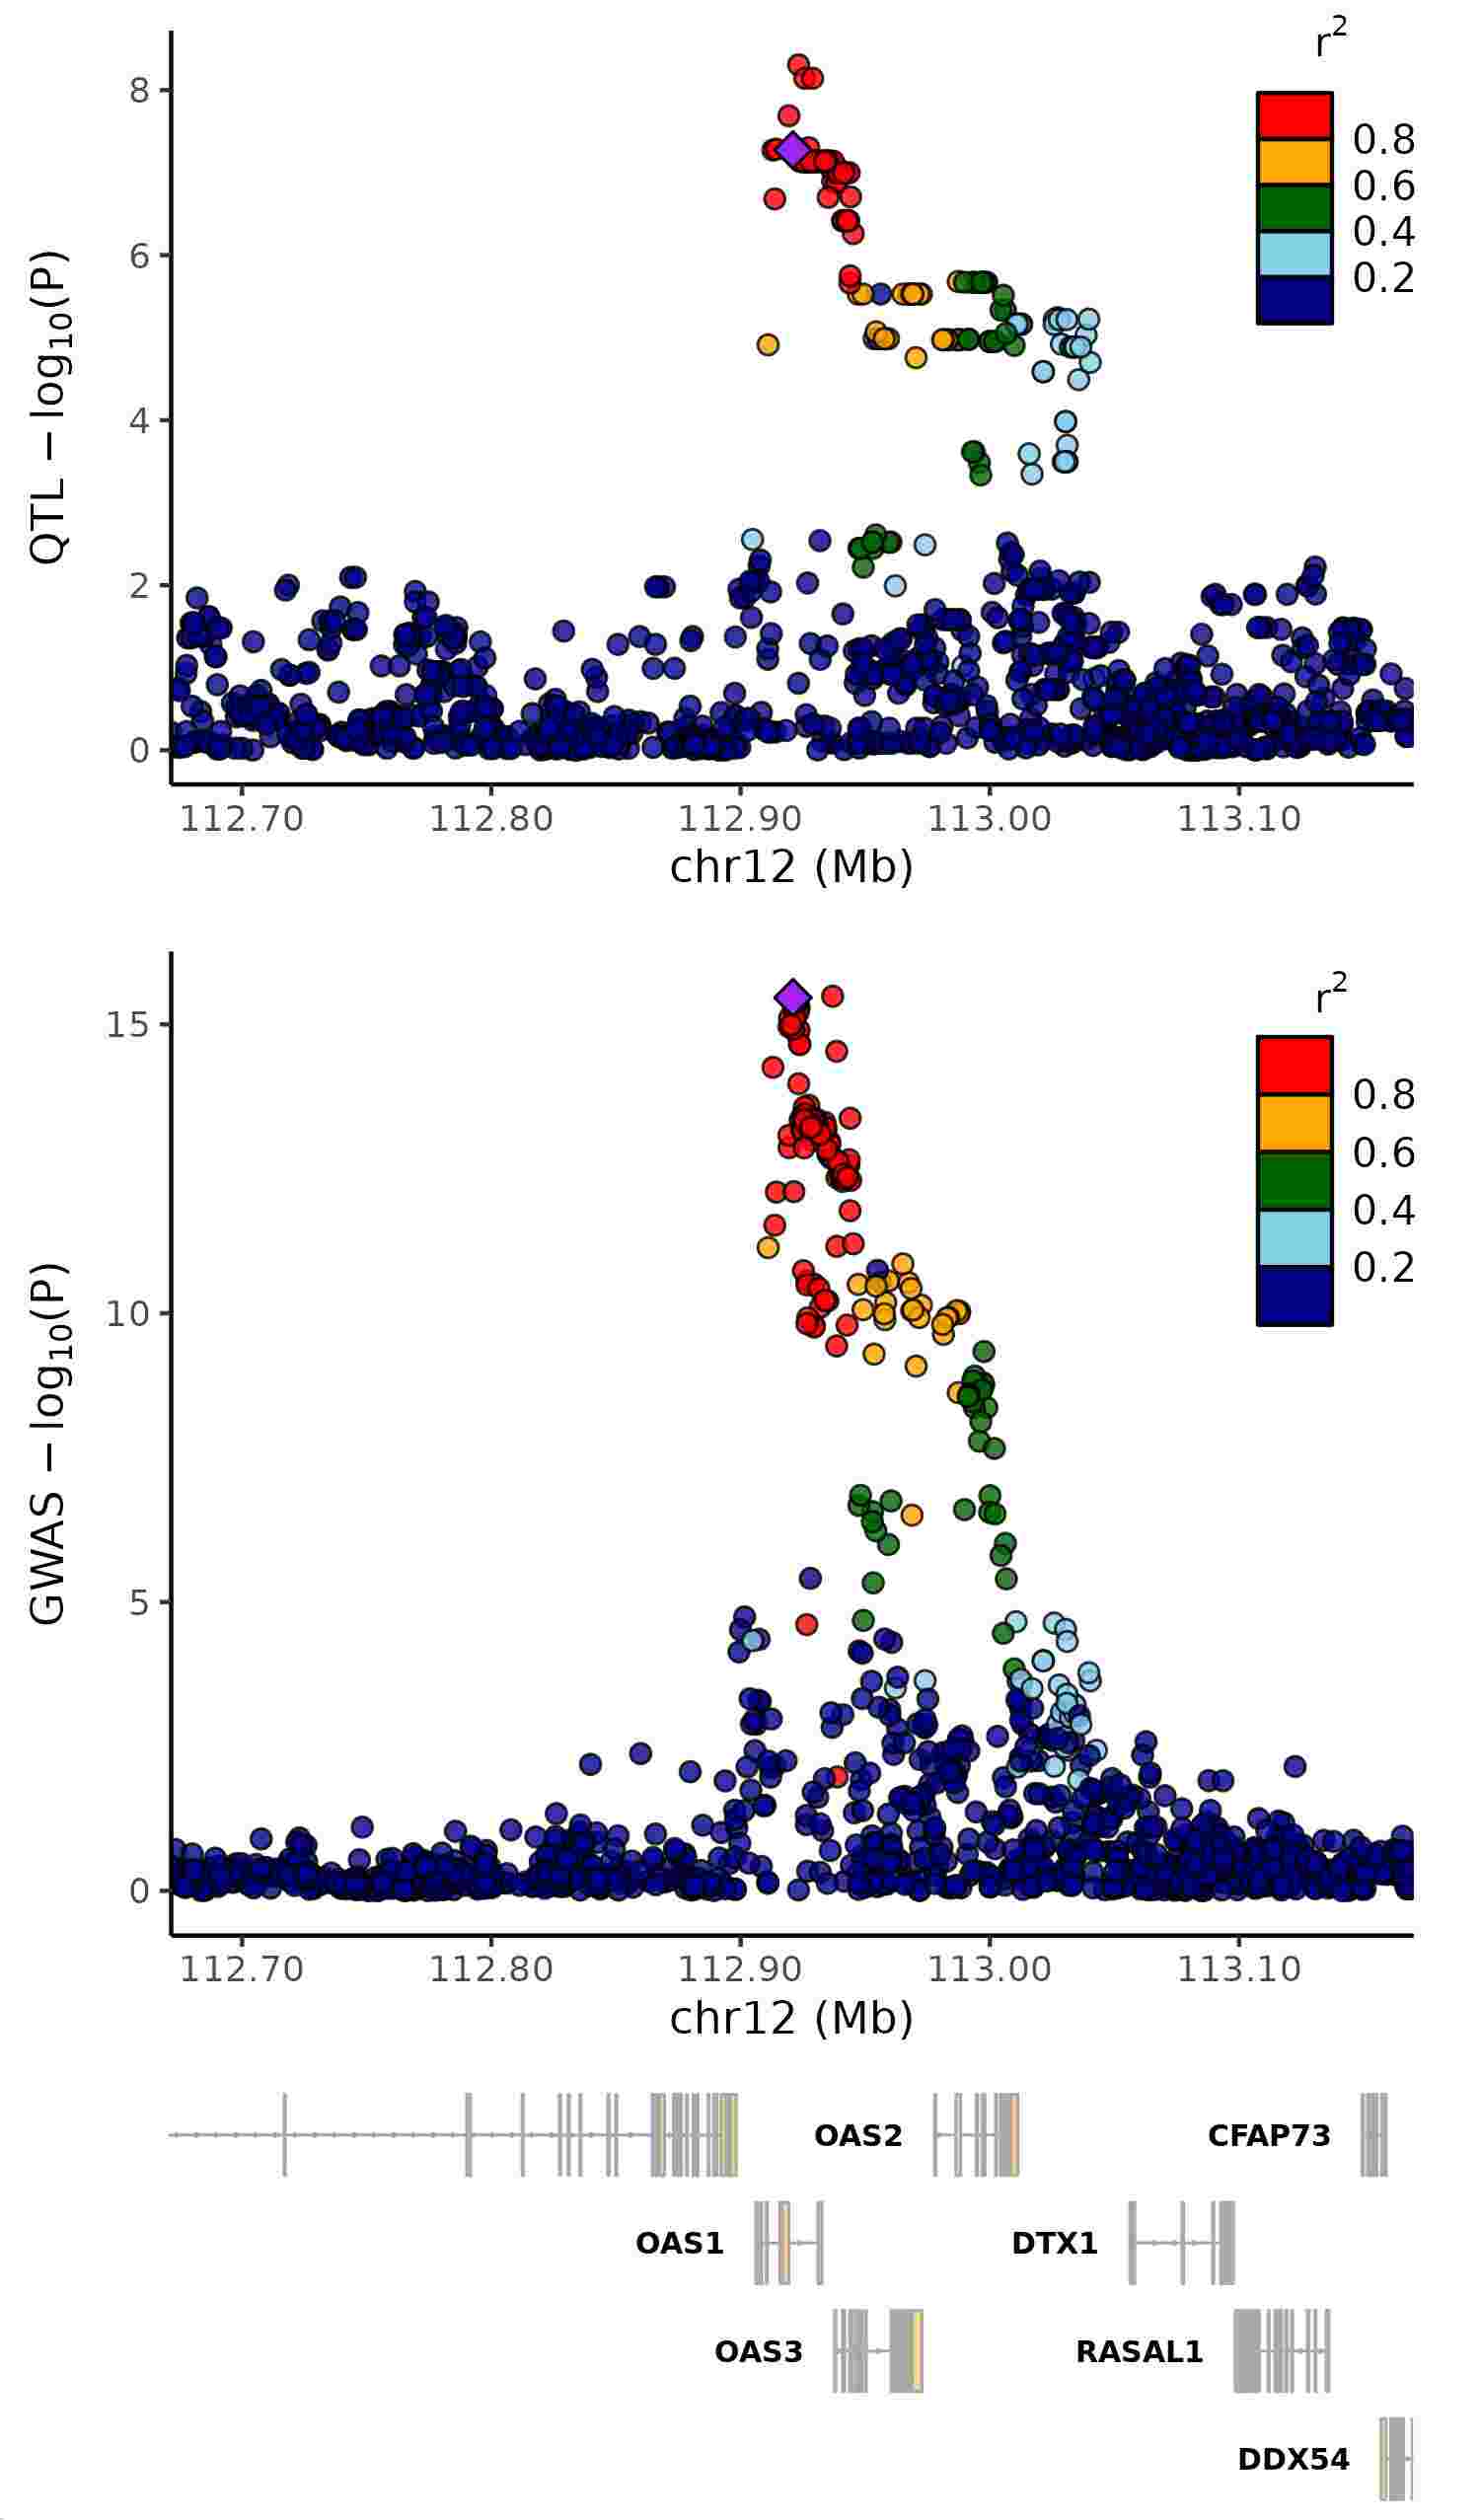 r2
8
6
4
2
0
0.8
0.6
0.4
0.2
QTL −log10(P)
112.70 112.80 112.90 113.00 113.10
chr12 (Mb)
r2
15
10
5
0
0.8
0.6
0.4
0.2
GWAS −log10(P)
112.70 112.80 112.90 113.00 113.10
chr12 (Mb)
OAS2 CFAP73
OAS1 DTX1
OAS3 RASAL1
DDX54